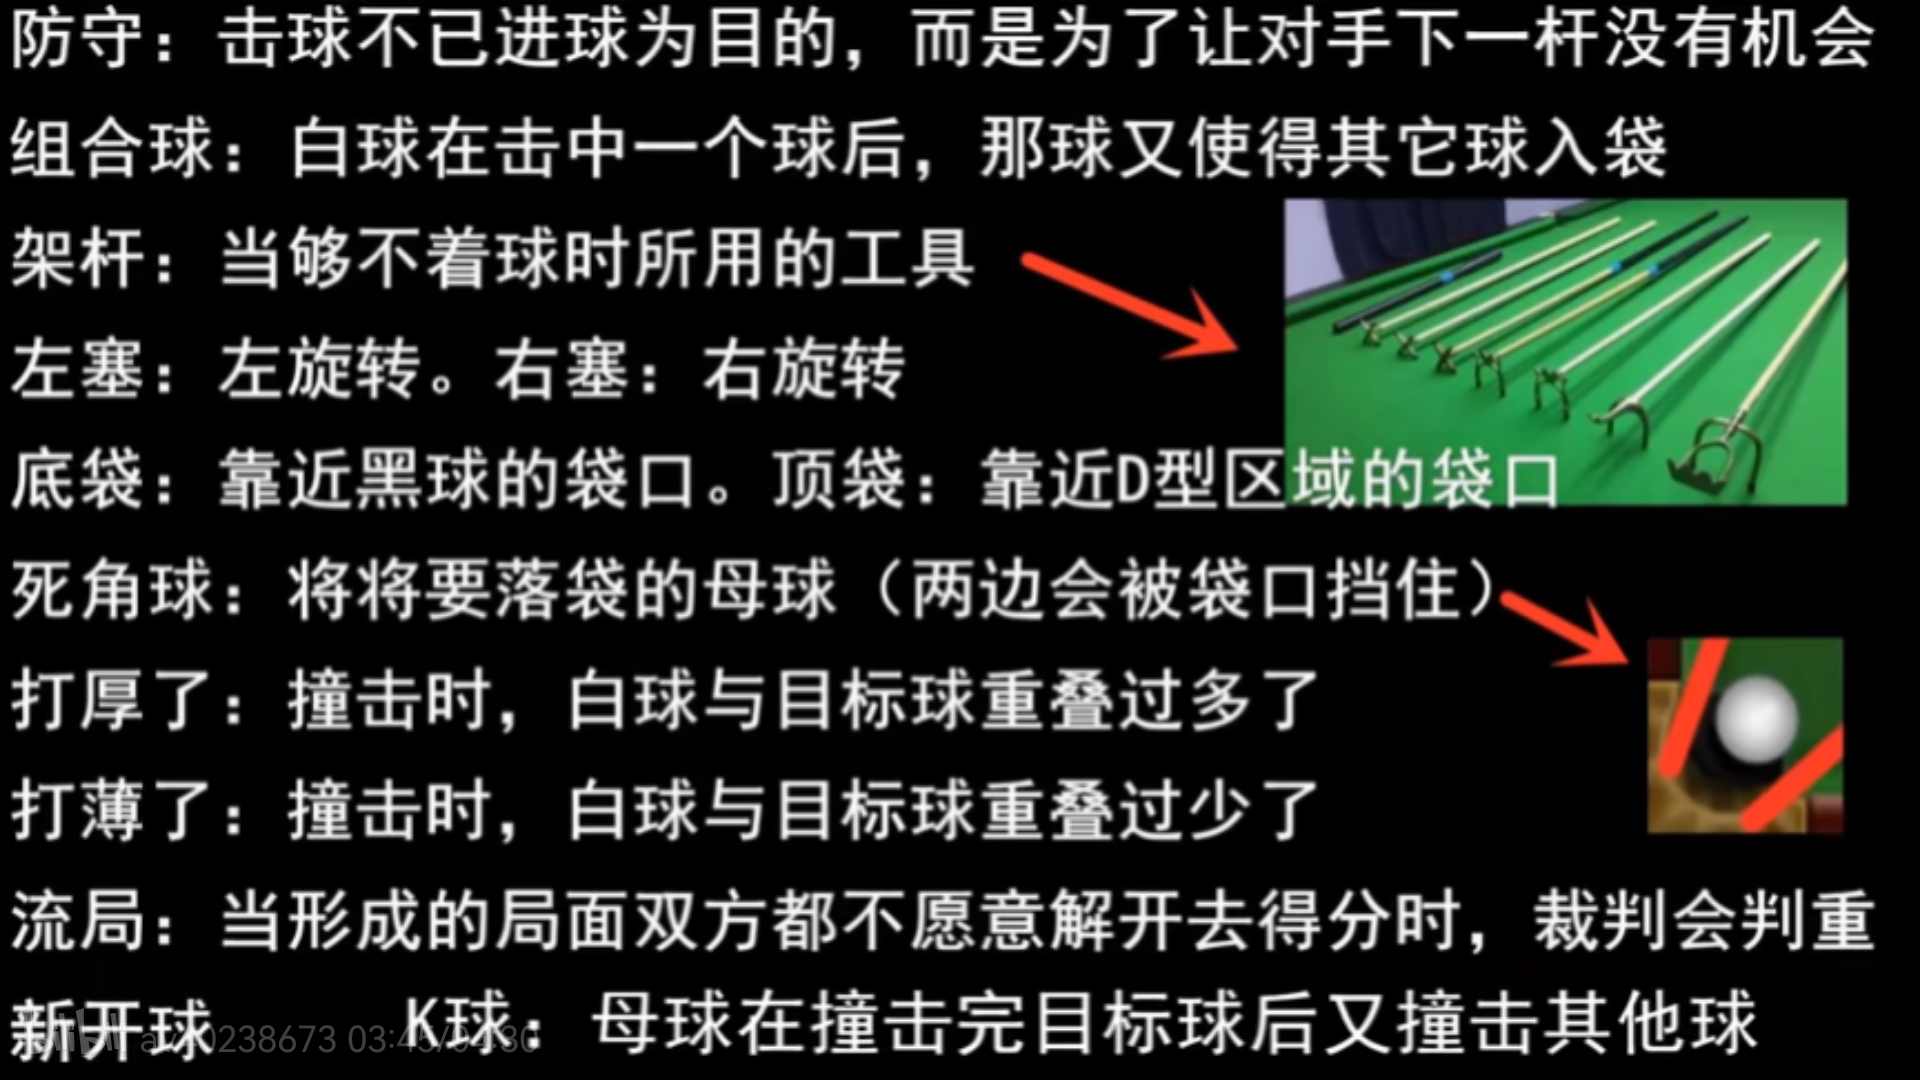 防守：击球不已进球为目的，而是为了让对手下一杆没有机会
组合球：白球在击中一个球后，那球又使得其它球入袋
架杆：当够不着球时所用的工具
左塞：左旋转。右塞：右旋转
底袋：靠近黑球的袋口。顶袋：靠近D型区域的袋口
死角球：将将要落袋的母球（两边会被袋口挡住）
打厚了：撞击时，白球与目标球重叠过多了
打薄了：撞击时，白球与目标球重叠过少了
流局：当形成的局面双方都不愿意解开去得分时，裁判会判重
新开球 K球：母球在撞击完目标球后又撞击其他球